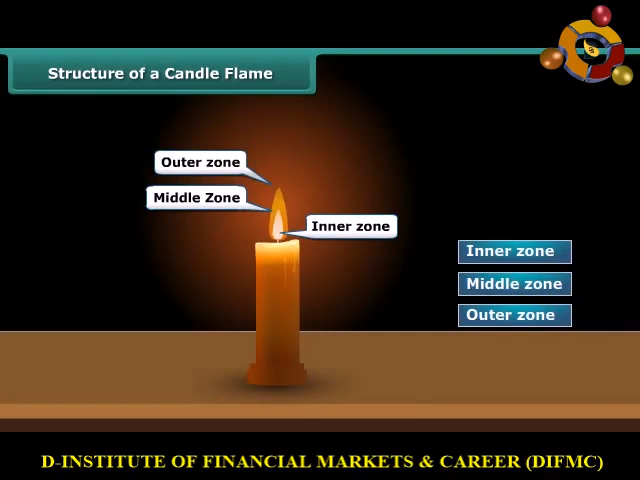 Structure of a Candle Flame
Outer zone
Middle Zone
Inner zone
Inner zone
Middle zone
Outer zone
D-INSTITUTE OF FINANCIAL MARKETS & CAREER (DIFMC)